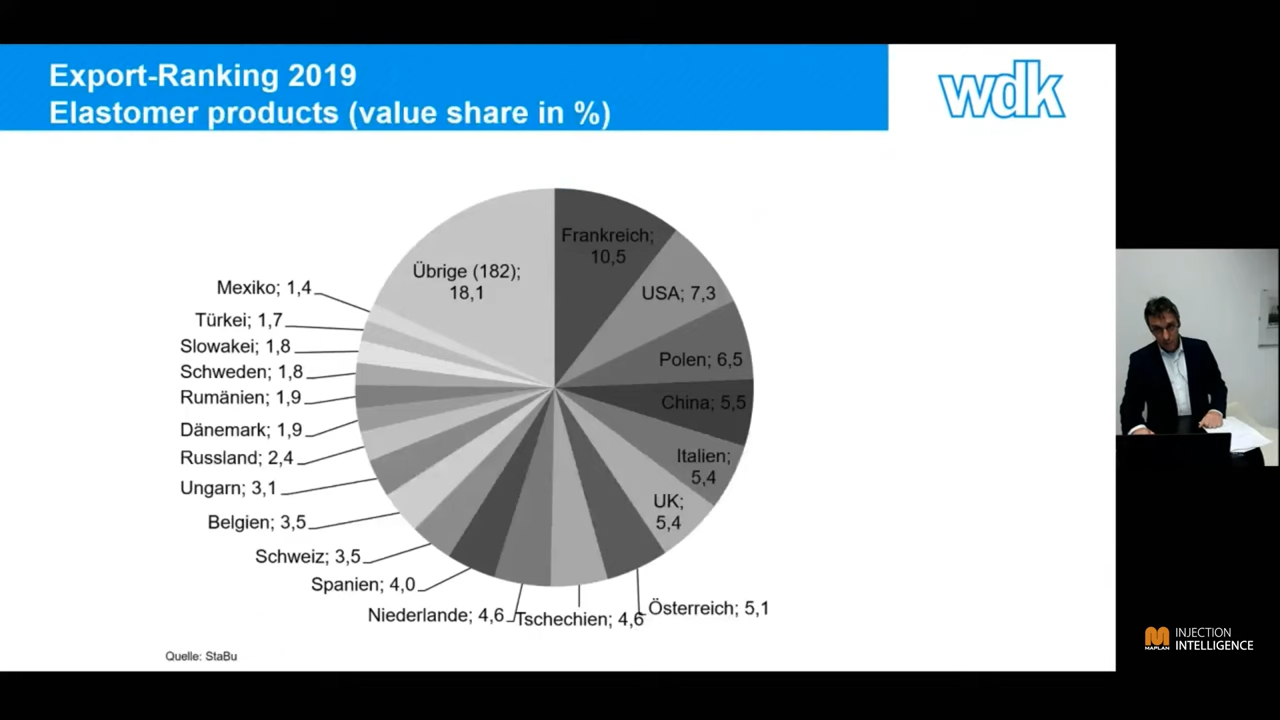 Export-Ranking 2019
Elastomer products (value share in %)
wdk
Frankreich;
10,5
USA; 7,3
Polen; 6,5
China; 5,5
Italien;
5,4
UK;
5,4
Österreich; 5,1
Tschechien; 4,6
Niederlande; 4,6
Spanien; 4,0
Schweiz; 3,5
Belgien; 3,5
Ungarn; 3,1
Russland; 2,4
Dänemark; 1,9
Rumänien; 1,9
Schweden; 1,8
Slowakei; 1,8
Türkei; 1,7
Mexiko; 1,4
Übrige (182);
18,1
Quelle: StaBu
MAPLAN
INJECTION
INTELLIGENCE